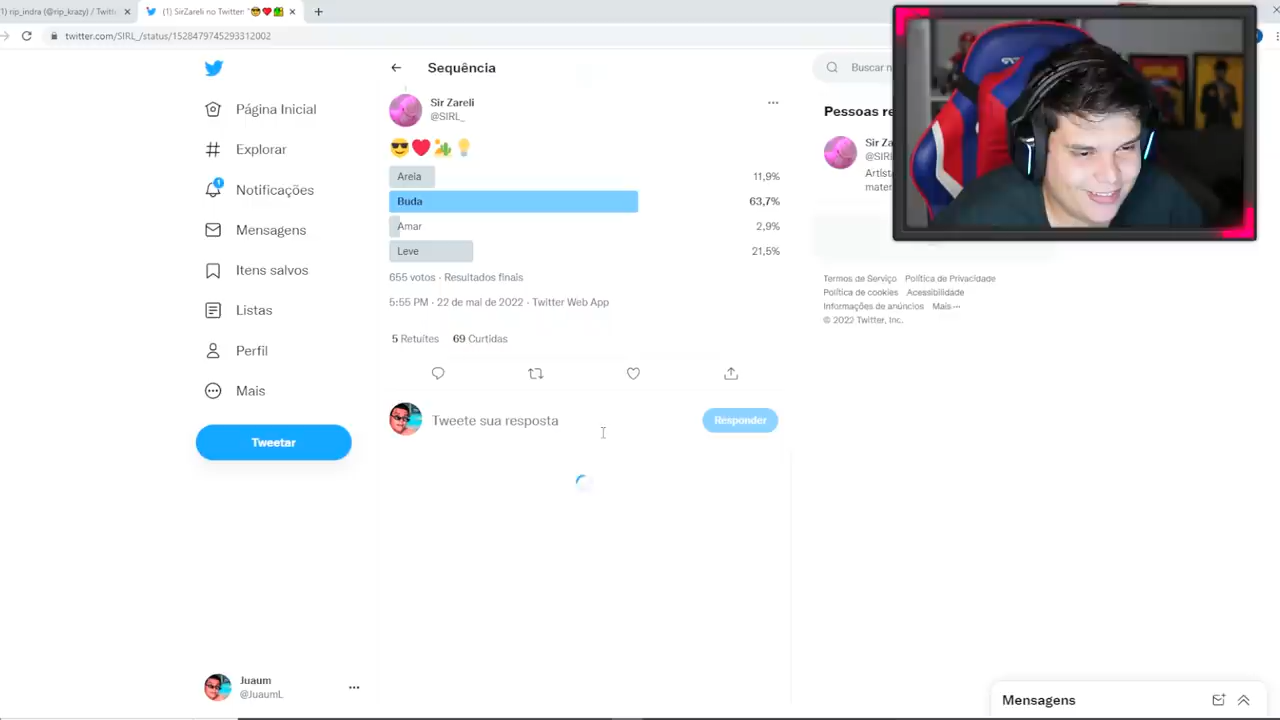 (1) rip_indra (@rip_krazy) / Twitt
(1) SirZareli no Twitter: "😎❤️
twitter.com/SIRL_/status/1528479745293312002
Sequência
Buscar n
Página Inicial
Explorar
Notificações
1
Mensagens
Itens salvos
Listas
Perfil
Mais
Tweetar
Sir Zareli
@SIRL_
😎❤️🏜️💡
Areia 11,9%
Buda 63,7%
Amar 2,9%
Leve 21,5%
655 votos · Resultados finais
5:55 PM · 22 de mai de 2022 · Twitter Web App
5 Retuítes 69 Curtidas
Tweete sua resposta
Responder
Pessoas re
Sir Za
@SIRL
Artist
mater
Termos de Serviço Política de Privacidade
Política de cookies Acessibilidade
Informações de anúncios Mais ···
© 2022 Twitter, Inc.
Juaum
@JuaumL
Mensagens